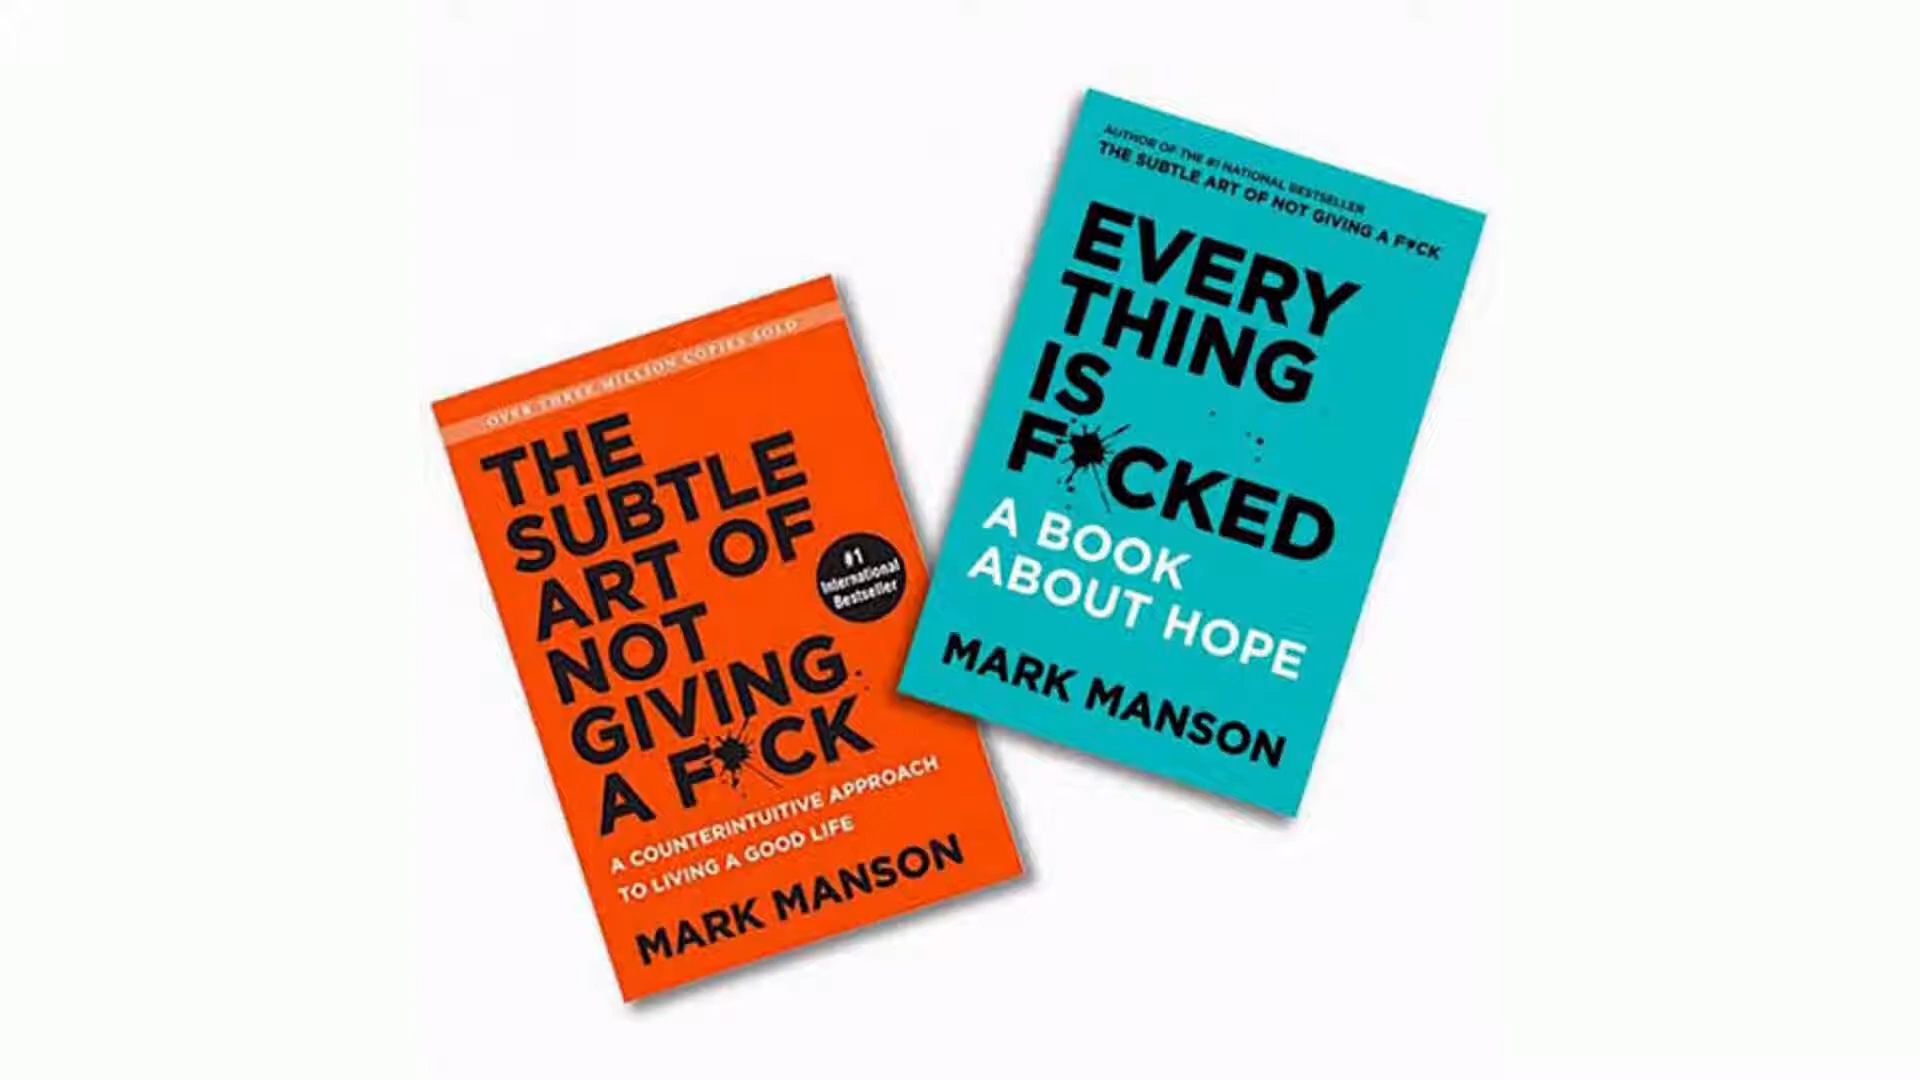 OVER THREE MILLION COPIES SOLD
THE
SUBTLE
ART OF
NOT
GIVING
A F*CK
#1
International
Bestseller
A COUNTERINTUITIVE APPROACH
TO LIVING A GOOD LIFE
MARK MANSON
AUTHOR OF THE #1 NATIONAL BESTSELLER
THE SUBTLE ART OF NOT GIVING A F*CK
EVERY
THING
IS
F*CKED
A BOOK
ABOUT HOPE
MARK MANSON